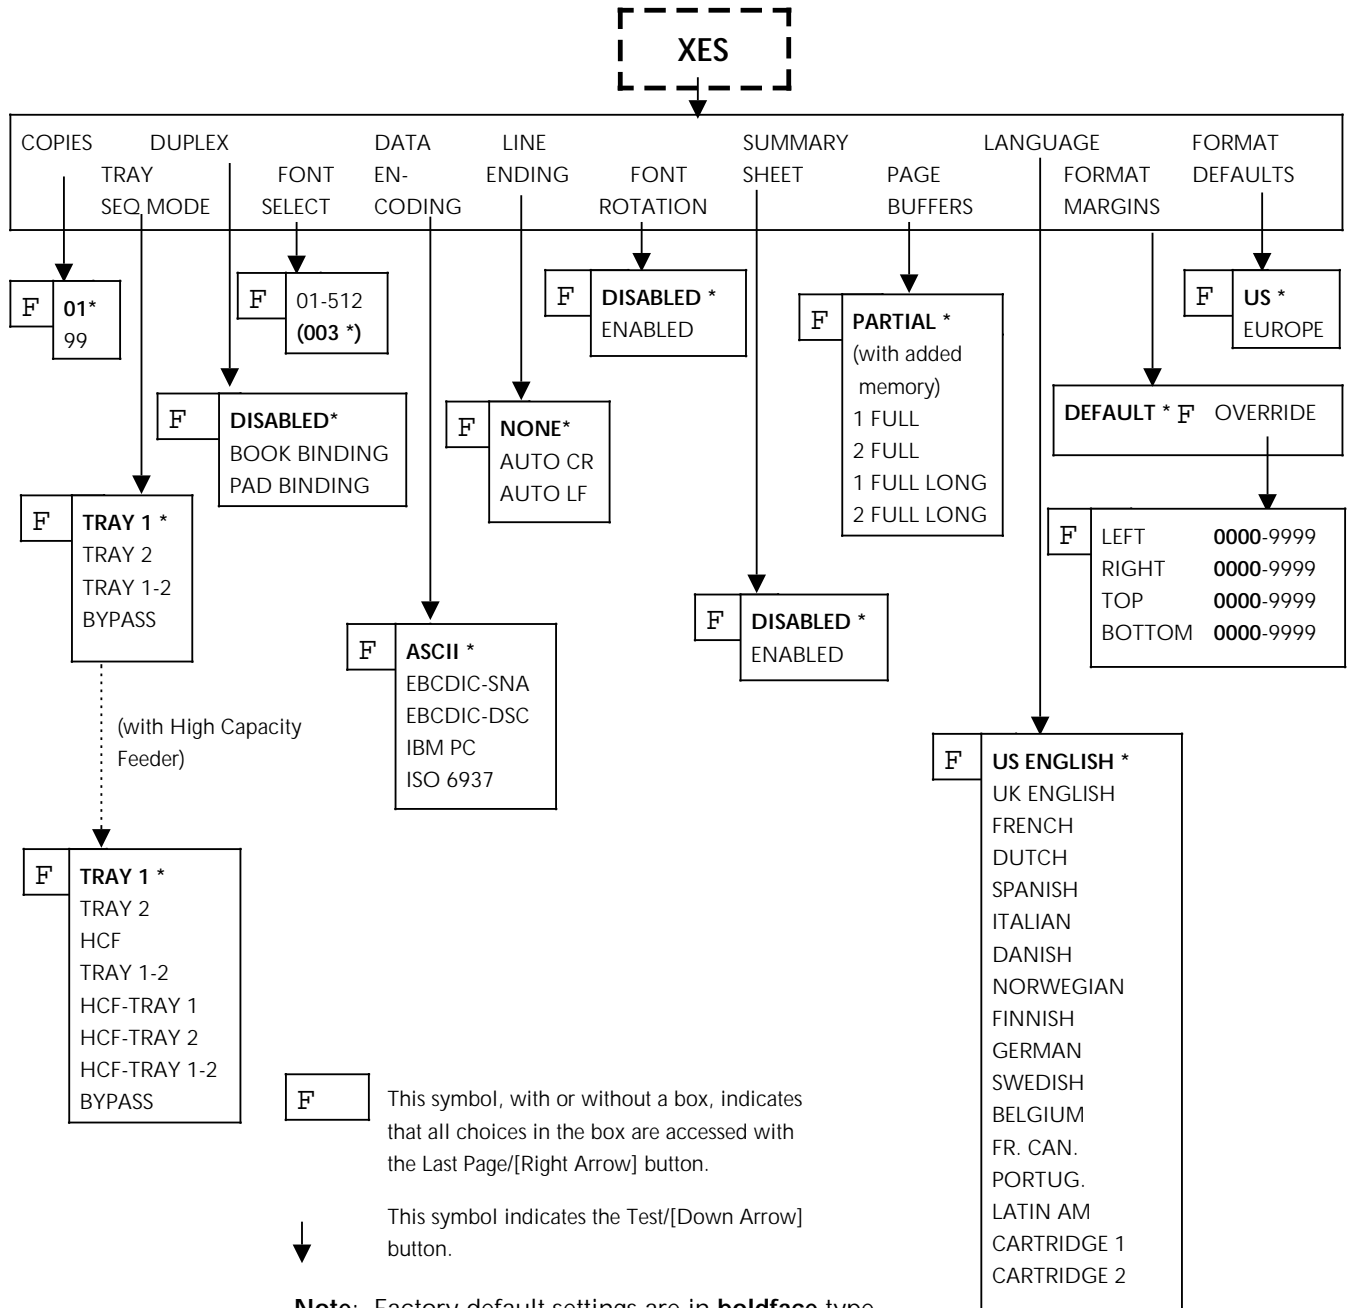 XES
COPIES DUPLEX DATA LINE SUMMARY LANGUAGE FORMAT
TRAY FONT EN- ENDING FONT SHEET PAGE FORMAT DEFAULTS
SEQ MODE SELECT CODING ROTATION BUFFERS MARGINS
F 01*
99
F 01-512
(003 *)
F DISABLED *
ENABLED
F PARTIAL *
(with added
memory)
1 FULL
2 FULL
1 FULL LONG
2 FULL LONG
F US *
EUROPE
F DISABLED*
BOOK BINDING
PAD BINDING
F NONE*
AUTO CR
AUTO LF
DEFAULT * F OVERRIDE
F TRAY 1 *
TRAY 2
TRAY 1-2
BYPASS
F LEFT 0000-9999
RIGHT 0000-9999
TOP 0000-9999
BOTTOM 0000-9999
F ASCII *
EBCDIC-SNA
EBCDIC-DSC
IBM PC
ISO 6937
F DISABLED *
ENABLED
(with High Capacity
Feeder)
F US ENGLISH *
UK ENGLISH
FRENCH
DUTCH
SPANISH
ITALIAN
DANISH
NORWEGIAN
FINNISH
GERMAN
SWEDISH
BELGIUM
FR. CAN.
PORTUG.
LATIN AM
CARTRIDGE 1
CARTRIDGE 2
F TRAY 1 *
TRAY 2
HCF
TRAY 1-2
HCF-TRAY 1
HCF-TRAY 2
HCF-TRAY 1-2
BYPASS
F This symbol, with or without a box, indicates
that all choices in the box are accessed with
the Last Page/[Right Arrow] button.
This symbol indicates the Test/[Down Arrow]
button.
Note: Factory default settings are in boldface type